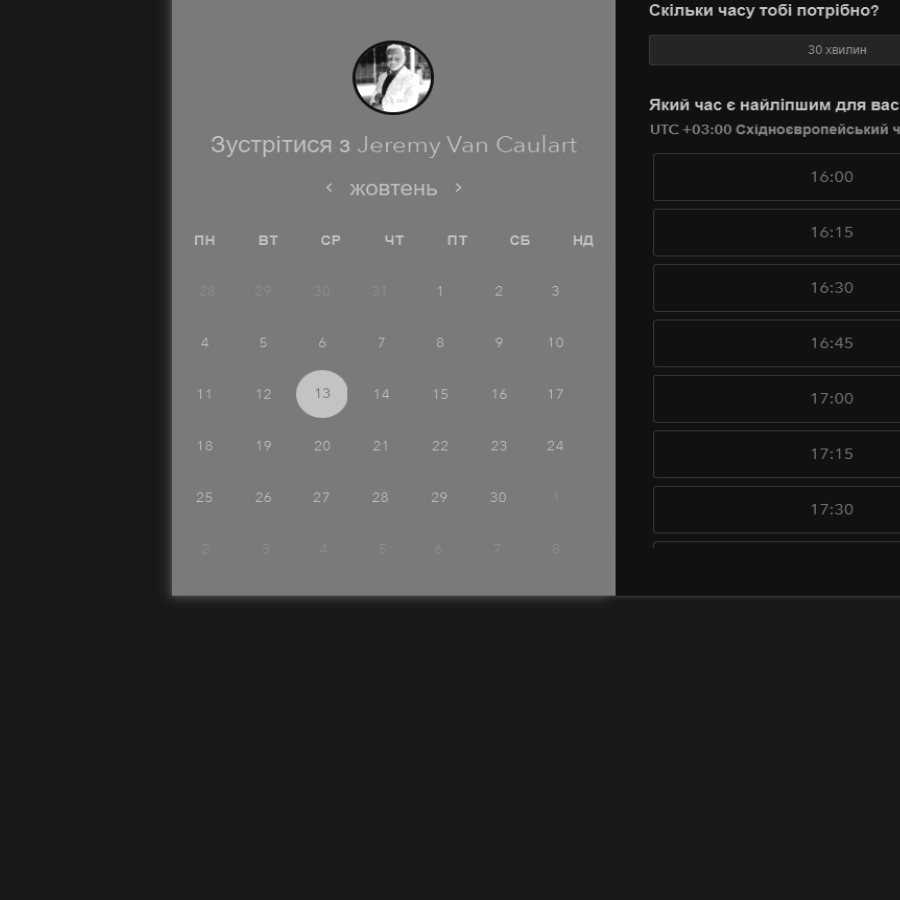 Зустрітися з Jeremy Van Caulart
‹ жовтень ›
ПН ВТ СР ЧТ ПТ СБ НД
28 29 30 31 1 2 3
4 5 6 7 8 9 10
11 12 13 14 15 16 17
18 19 20 21 22 23 24
25 26 27 28 29 30 1
2 3 4 5 6 7 8
Скільки часу тобі потрібно?
30 хвилин
Який час є найліпшим для вас
UTC +03:00 Східноєвропейський ч
16:00
16:15
16:30
16:45
17:00
17:15
17:30